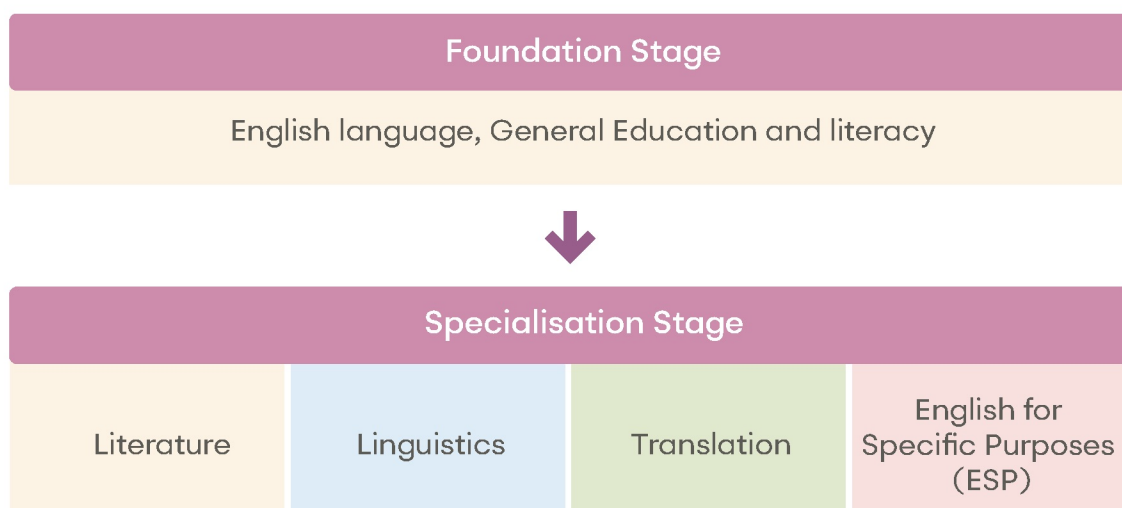 Foundation Stage
English language, General Education and literacy
Specialisation Stage
Literature
Linguistics
Translation
English for
Specific Purposes
(ESP)